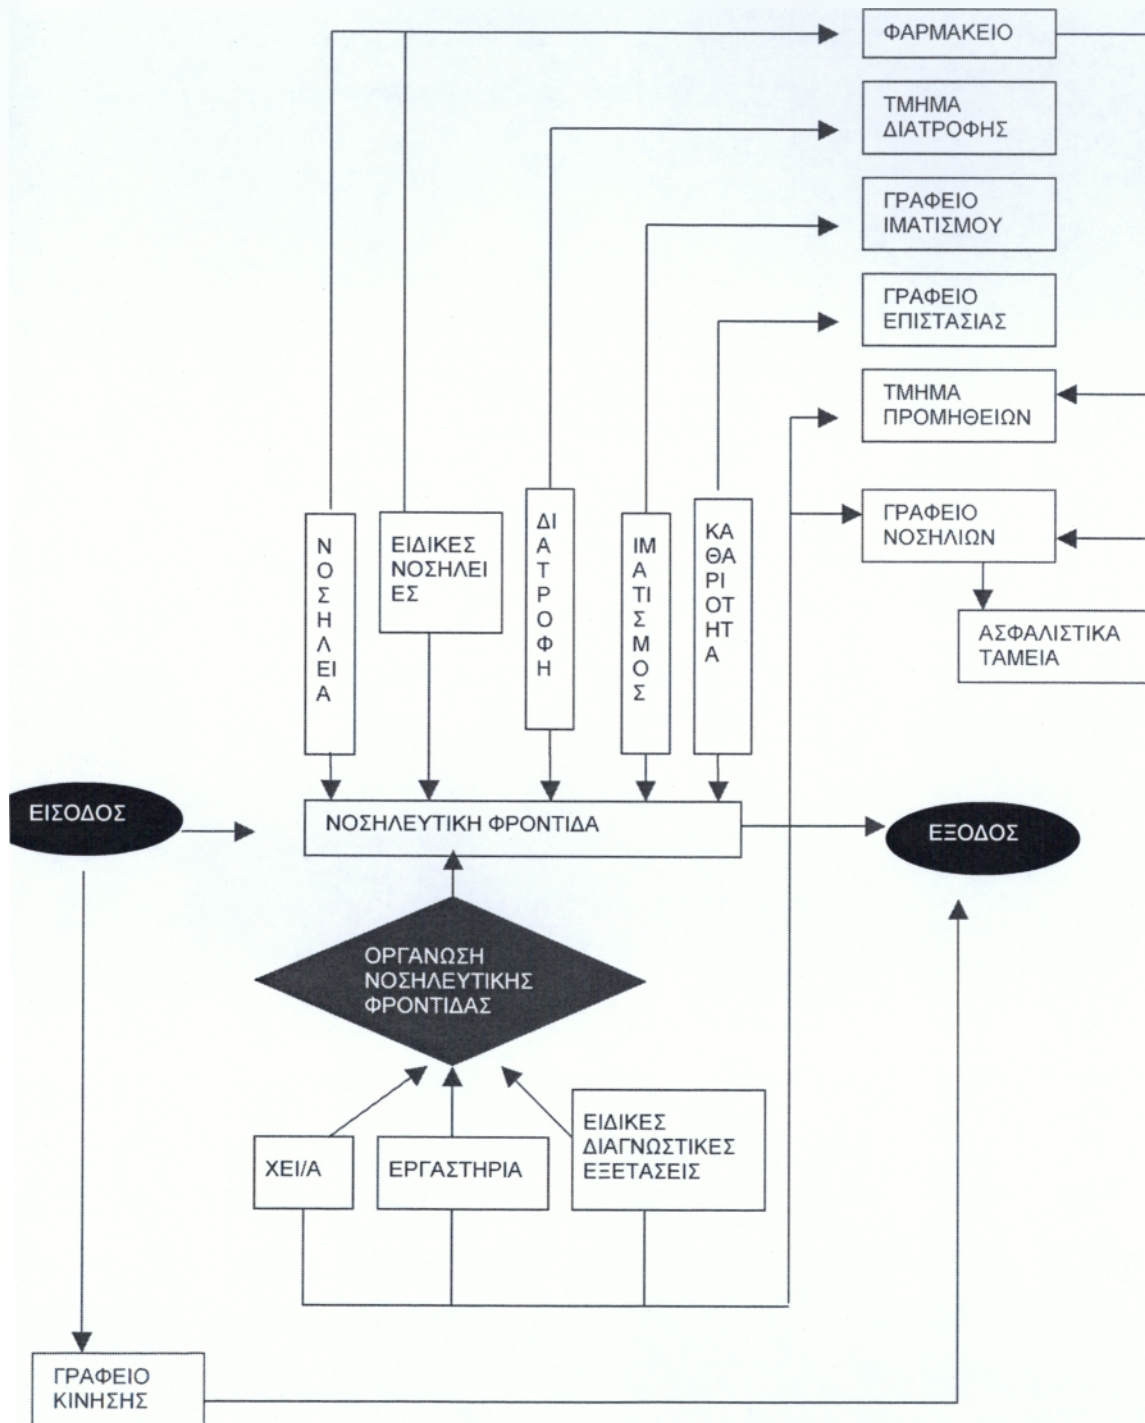 ΦΑΡΜΑΚΕΙΟ
ΤΜΗΜΑ
ΔΙΑΤΡΟΦΗΣ
ΓΡΑΦΕΙΟ
ΙΜΑΤΙΣΜΟΥ
ΓΡΑΦΕΙΟ
ΕΠΙΣΤΑΣΙΑΣ
ΤΜΗΜΑ
ΠΡΟΜΗΘΕΙΩΝ
ΓΡΑΦΕΙΟ
ΝΟΣΗΛΙΩΝ
ΑΣΦΑΛΙΣΤΙΚΑ
ΤΑΜΕΙΑ
Ν
Ο
Σ
Η
Λ
ΕΙ
Α
ΕΙΔΙΚΕΣ
ΝΟΣΗΛΕΙ
ΕΣ
ΔΙ
Α
Τ
Ρ
Ο
Φ
Η
ΙΜ
Α
ΤΙ
Σ
Μ
Ο
Σ
Κ
Α
ΘΑ
ΡΙ
ΟΤ
ΗΤ
Α
ΕΙΣΟΔΟΣ
ΝΟΣΗΛΕΥΤΙΚΗ ΦΡΟΝΤΙΔΑ
ΕΞΟΔΟΣ
ΟΡΓΑΝΩΣΗ
ΝΟΣΗΛΕΥΤΙΚΗΣ
ΦΡΟΝΤΙΔΑΣ
ΧΕΙ/Α
ΕΡΓΑΣΤΗΡΙΑ
ΕΙΔΙΚΕΣ
ΔΙΑΓΝΩΣΤΙΚΕΣ
ΕΞΕΤΑΣΕΙΣ
ΓΡΑΦΕΙΟ
ΚΙΝΗΣΗΣ